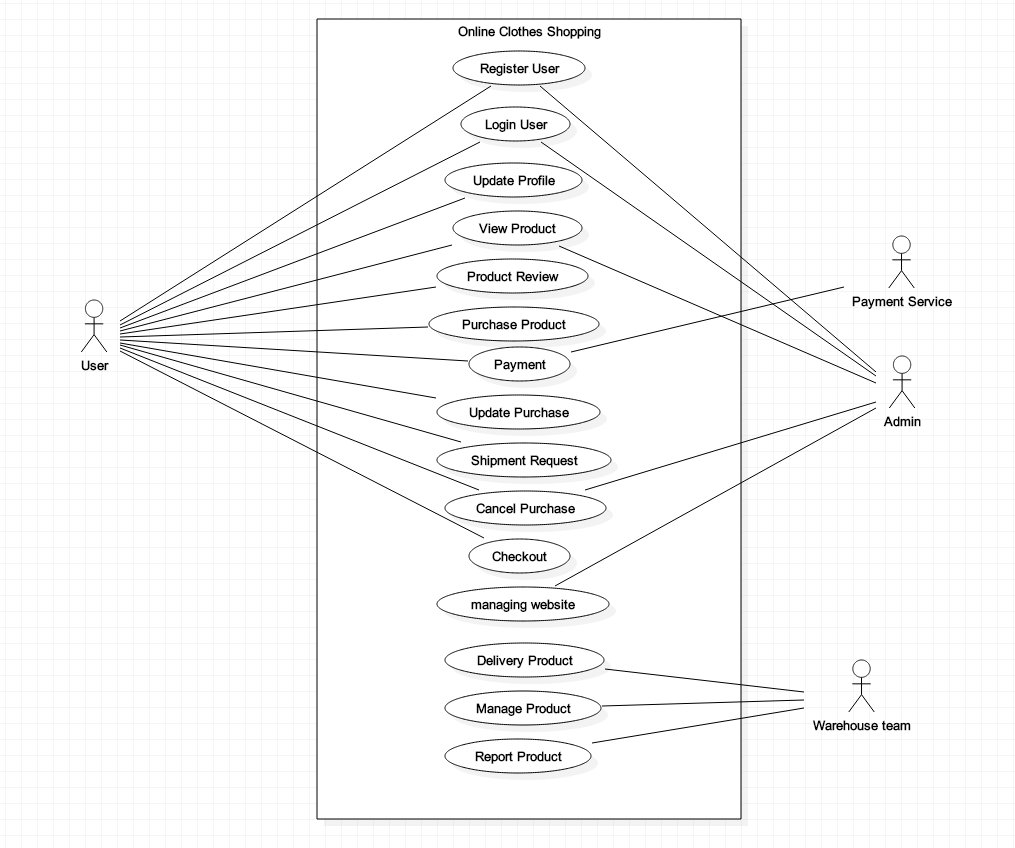 Online Clothes Shopping
Register User
Login User
Update Profile
View Product
Product Review
Purchase Product
Payment
Update Purchase
Shipment Request
Cancel Purchase
Checkout
managing website
Delivery Product
Manage Product
Report Product
User
Payment Service
Admin
Warehouse team